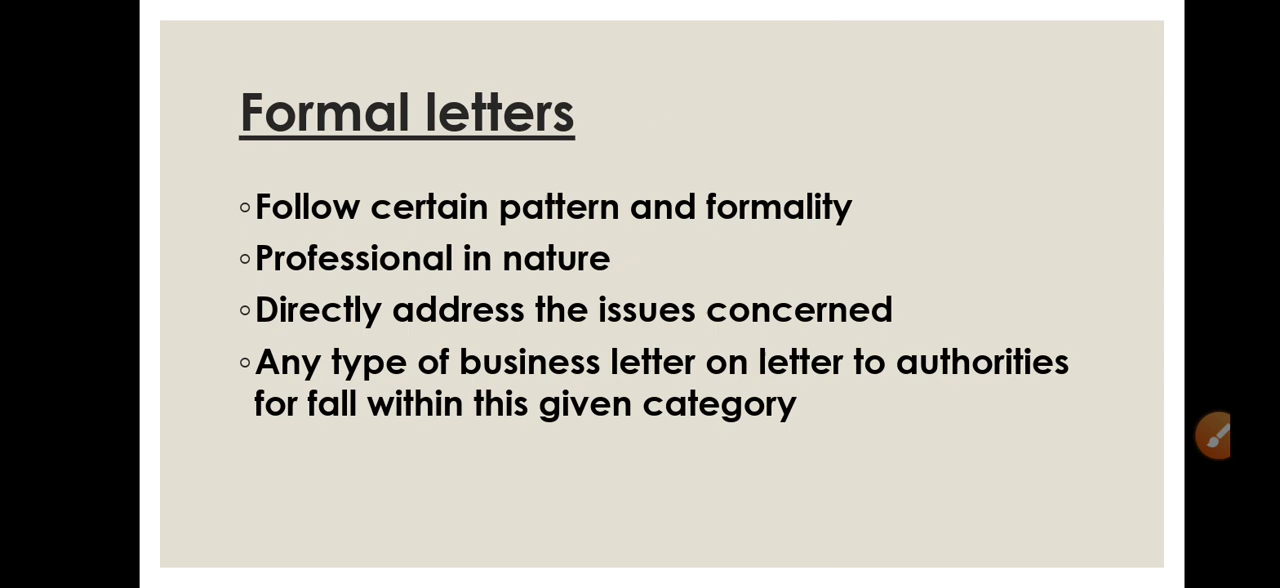 Formal letters
◦Follow certain pattern and formality
◦Professional in nature
◦Directly address the issues concerned
◦Any type of business letter on letter to authorities
for fall within this given category